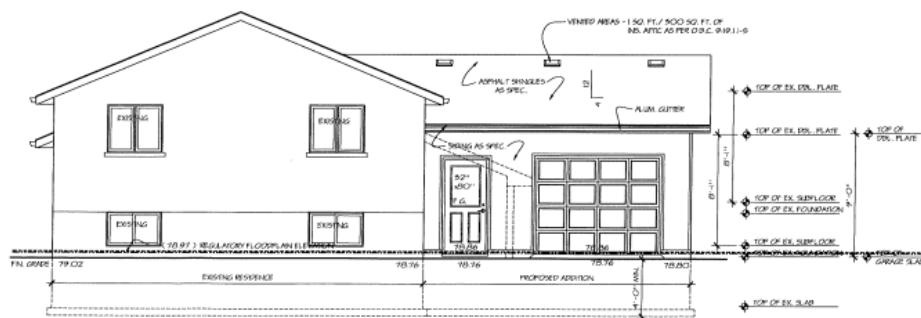 VENTED AREAS - 1 SQ. FT. / 300 SQ. FT. OF
INS. ATTIC AS PER O.B.C. 9.19.1.1-5
ASPHALT SHINGLES
AS SPEC.
12
4
ALUM. GUTTER
TOP OF EX. DBL. PLATE
TOP OF EX. DBL. PLATE
TOP OF
DBL. PLATE
EXISTING
EXISTING
SIDING AS SPEC.
32"
x80"
8'-1"
8'-1"
9'-0"
TOP OF EX. SUBFLOOR
TOP OF EX. FOUNDATION
EXISTING
EXISTING
(78.97) REGULATORY FLOODPLAIN ELEVATION
78.86
78.86
TOP OF EX. SUBFLOOR
GARAGE SLAB
FIN. GRADE
79.02
78.76
78.76
78.76
78.80
EXISTING RESIDENCE
PROPOSED ADDITION
4'-0" MIN.
TOP OF EX. SLAB